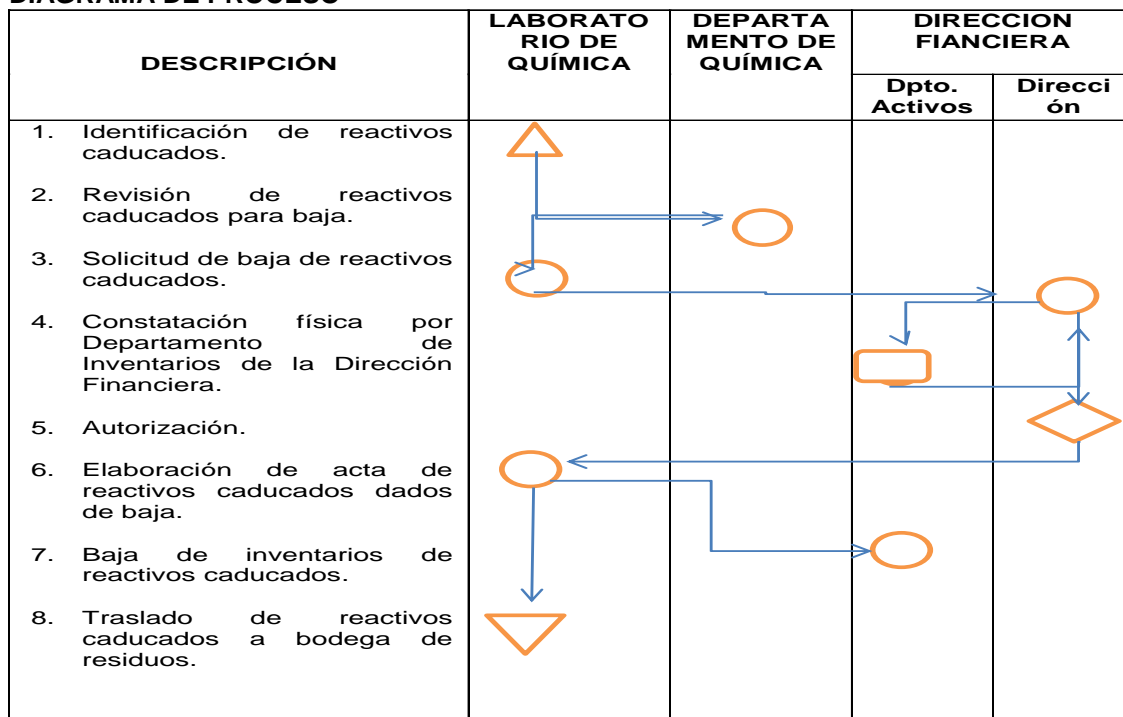 DIAGRAMA DE PROCESO
DESCRIPCIÓN
LABORATO
RIO DE
QUÍMICA
DEPARTA
MENTO DE
QUÍMICA
DIRECCION
FIANCIERA
Dpto.
Activos
Direcci
ón
1. Identificación de reactivos
caducados.
2. Revisión de reactivos
caducados para baja.
3. Solicitud de baja de reactivos
caducados.
4. Constatación física por
Departamento de
Inventarios de la Dirección
Financiera.
5. Autorización.
6. Elaboración de acta de
reactivos caducados dados
de baja.
7. Baja de inventarios de
reactivos caducados.
8. Traslado de reactivos
caducados a bodega de
residuos.